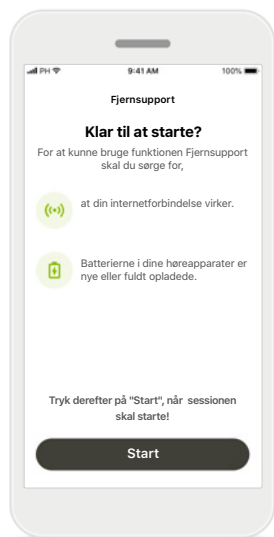 PH 9:41 AM 100%
Fjernsupport
Klar til at starte?
For at kunne bruge funktionen Fjernsupport
skal du sørge for,
at din internetforbindelse virker.
Batterierne i dine høreapparater er
nye eller fuldt opladede.
Tryk derefter på "Start", når sessionen
skal starte!
Start